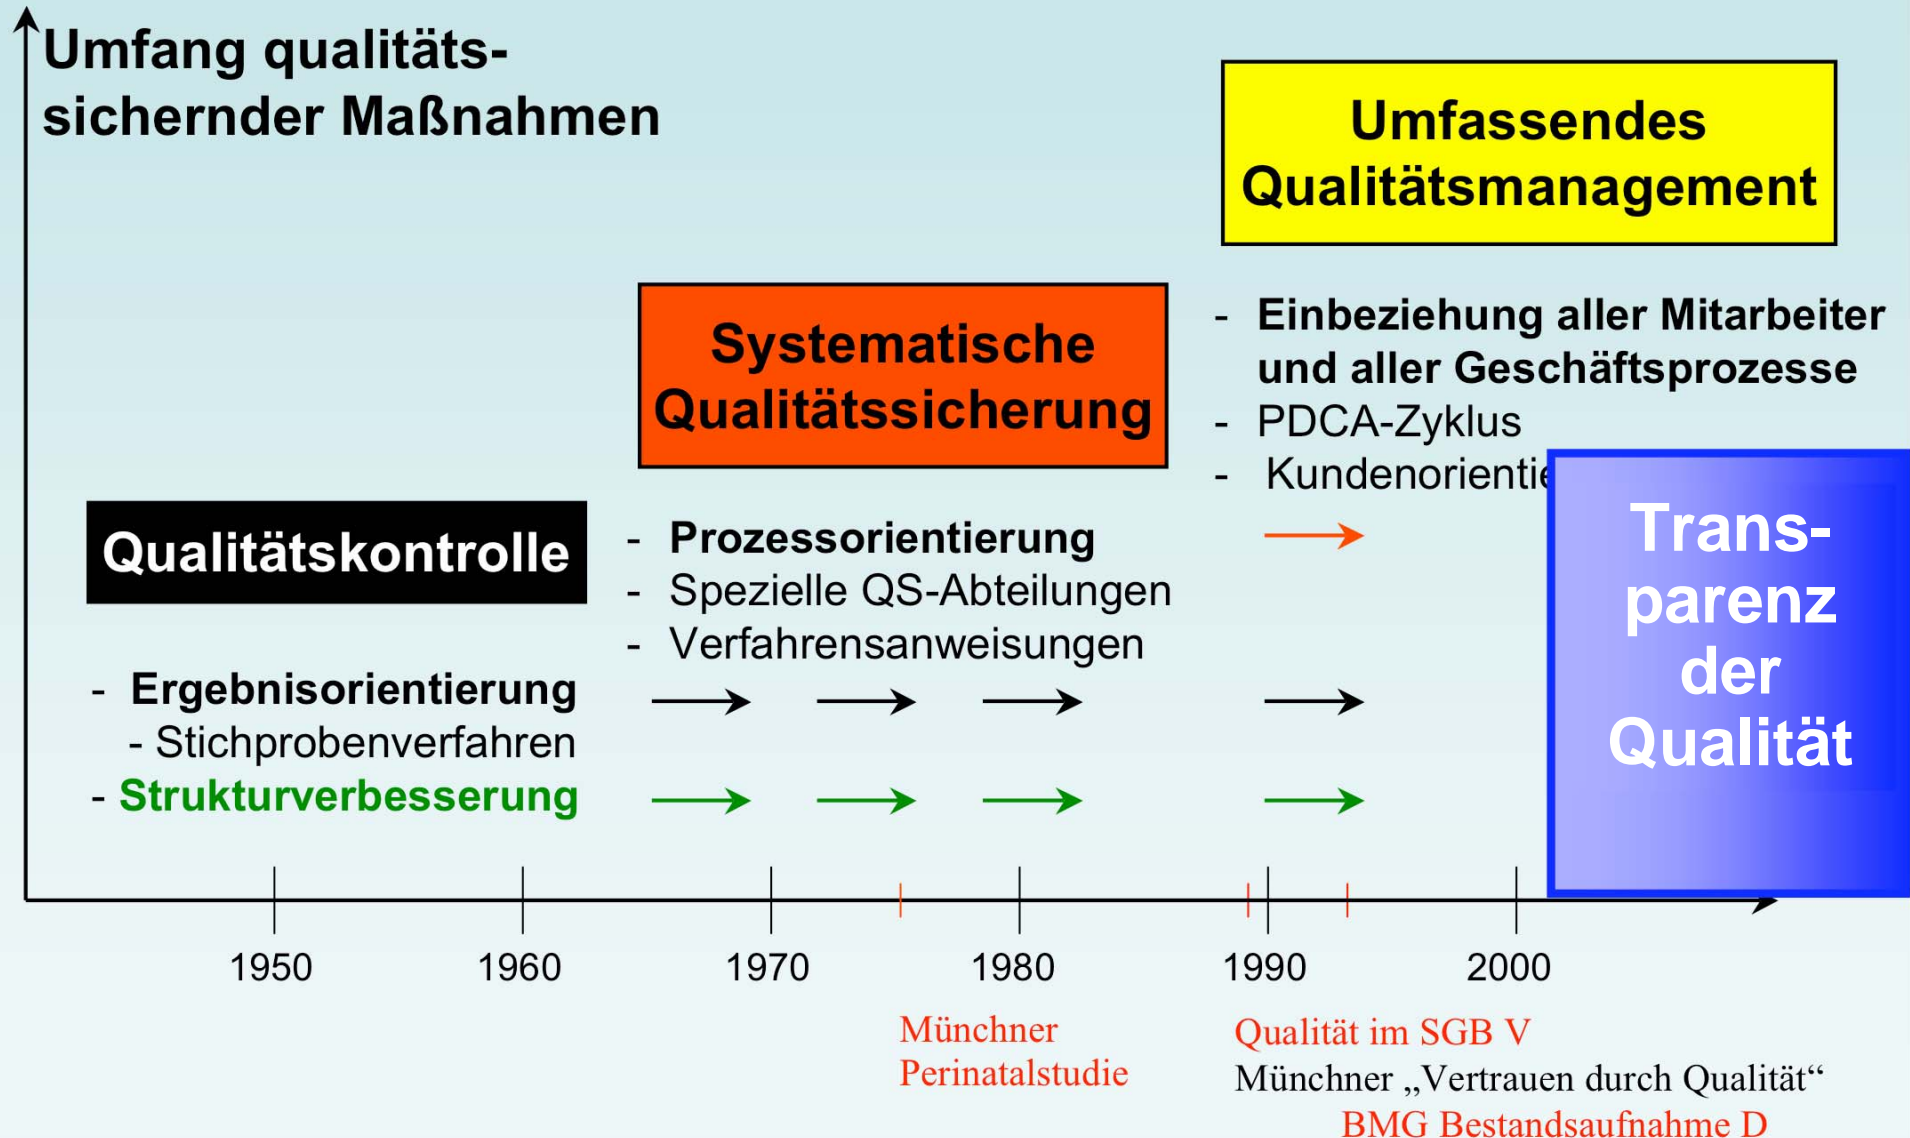 Umfang qualitäts-
sichernder Maßnahmen
Umfassendes
Qualitätsmanagement
- Einbeziehung aller Mitarbeiter
und aller Geschäftsprozesse
- PDCA-Zyklus
- Kundenorientie
Systematische
Qualitätssicherung
- Prozessorientierung
- Spezielle QS-Abteilungen
- Verfahrensanweisungen
Qualitätskontrolle
- Ergebnisorientierung
- Stichprobenverfahren
- Strukturverbesserung
Trans-
parenz
der
Qualität
1950 1960 1970 1980 1990 2000
Münchner
Perinatalstudie
Qualität im SGB V
Münchner „Vertrauen durch Qualität“
BMG Bestandsaufnahme D